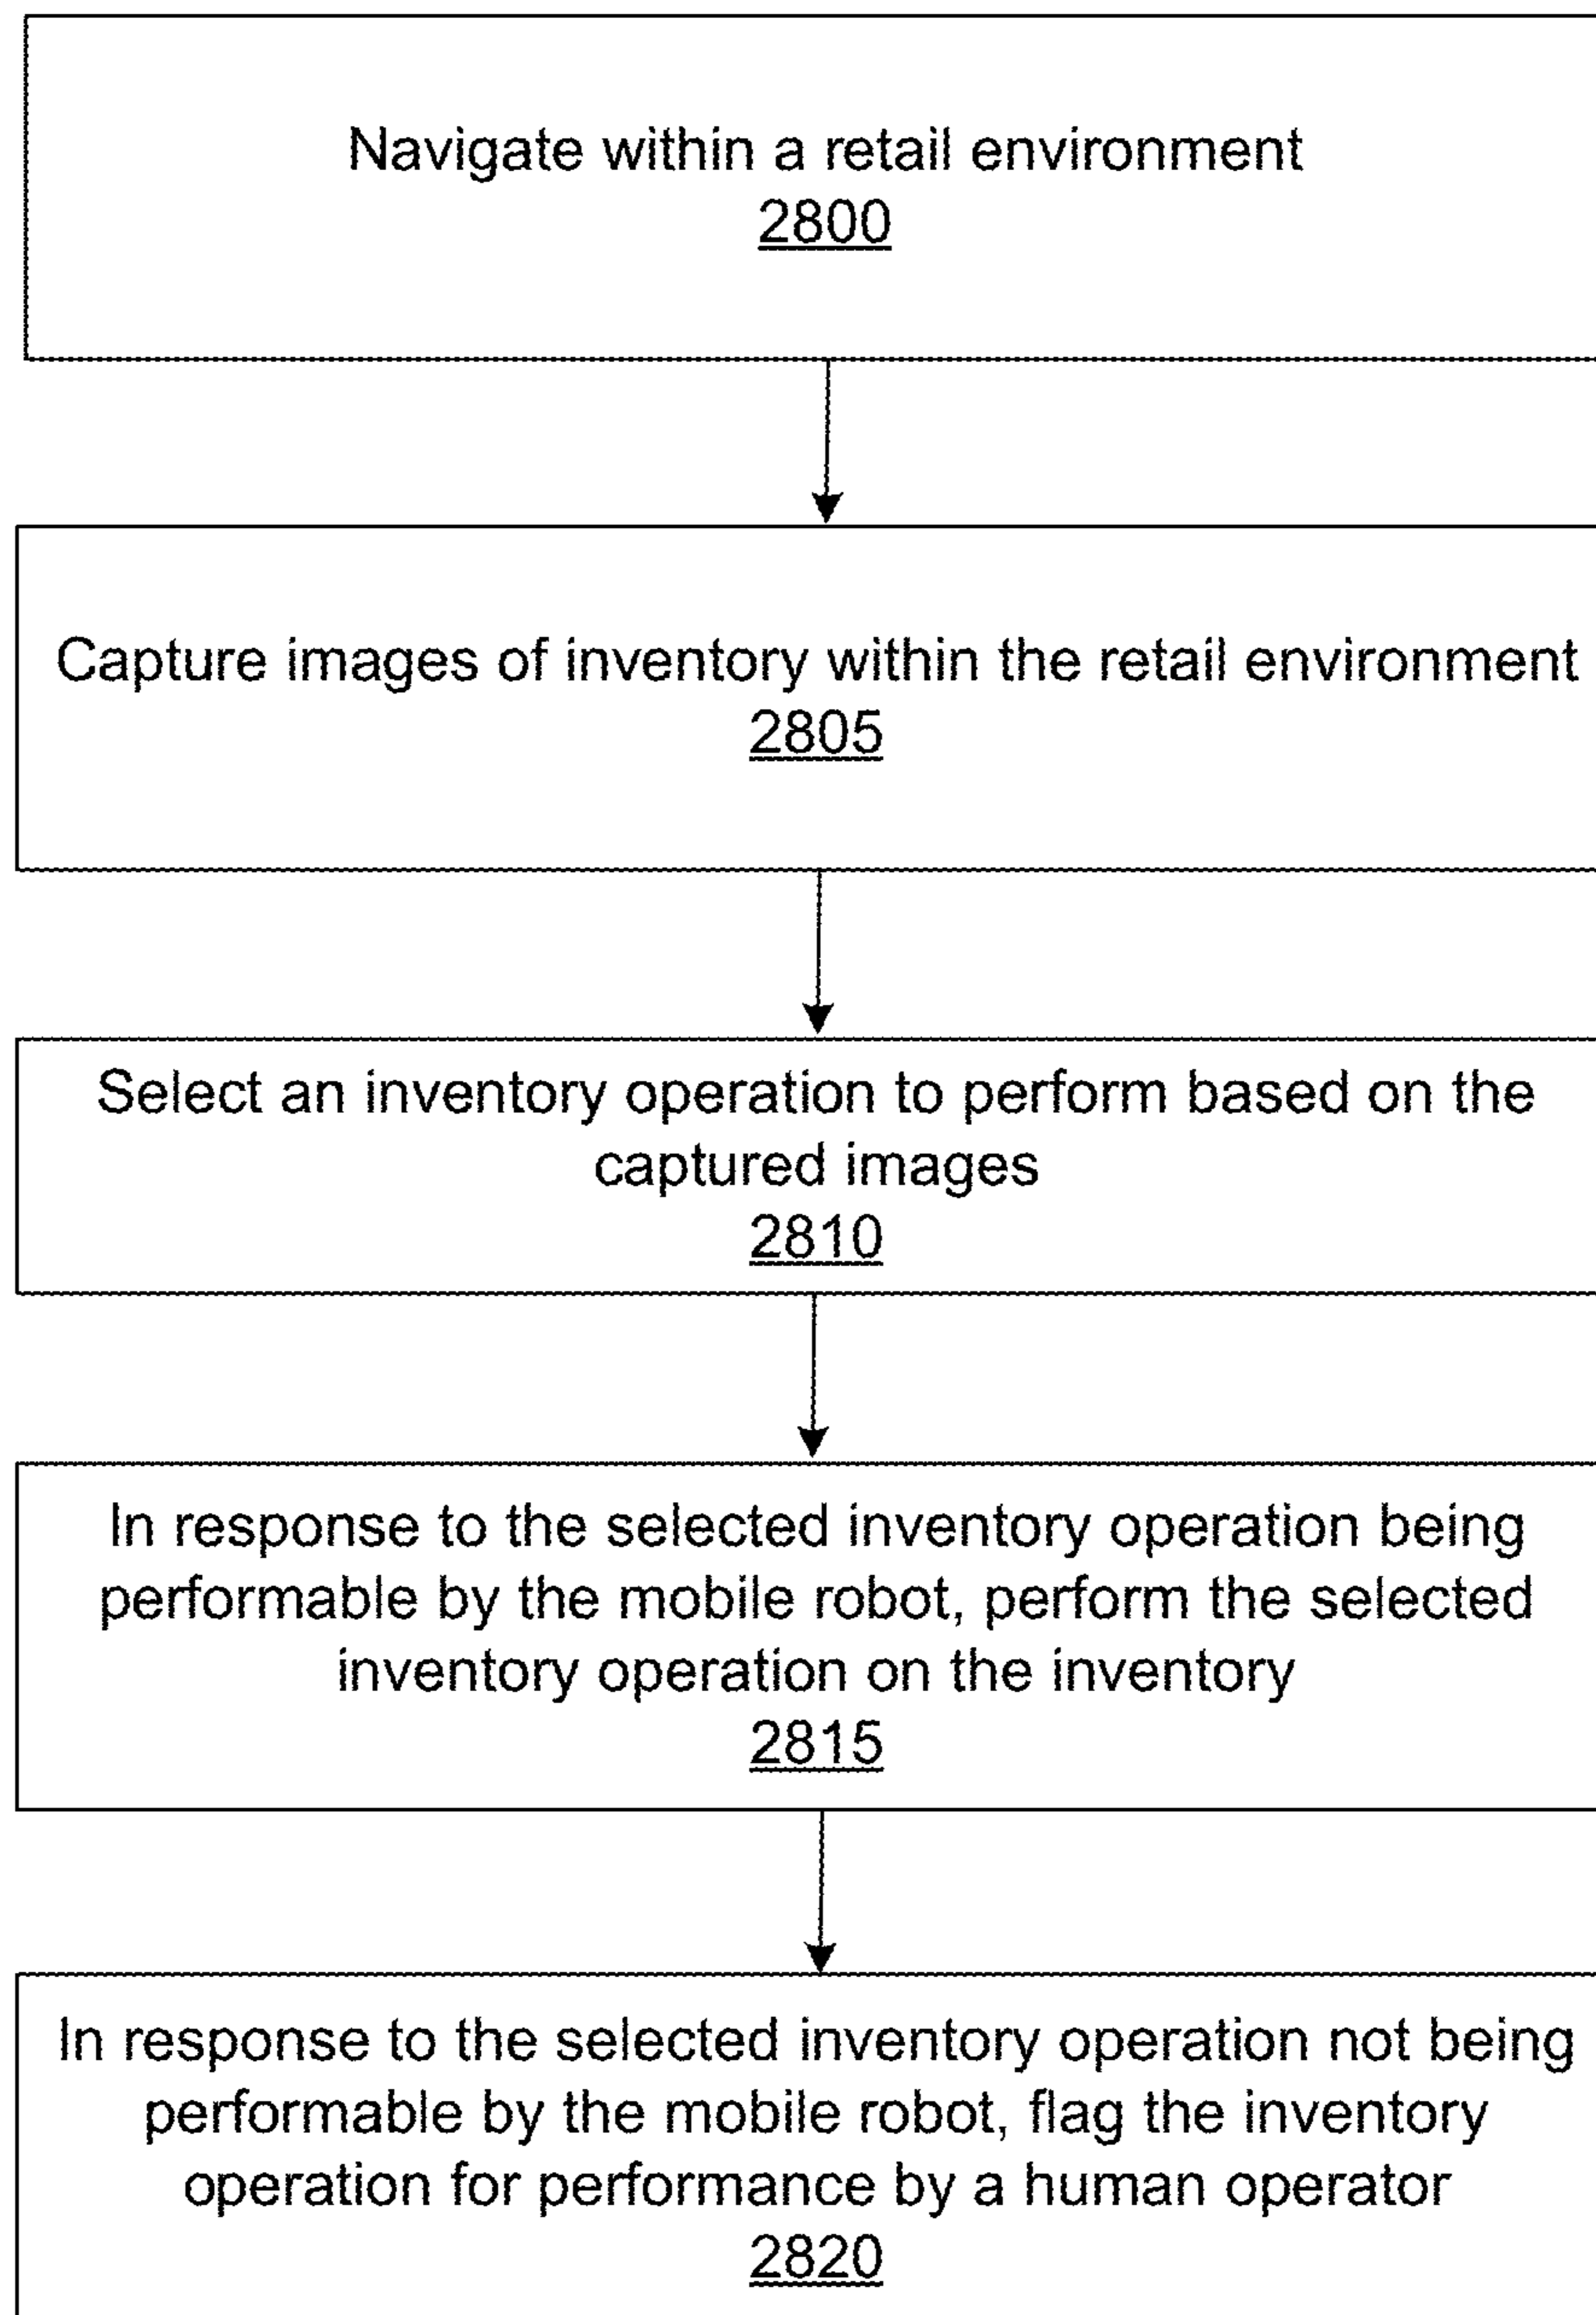 Navigate within a retail environment
2800
Capture images of inventory within the retail environment
2805
Select an inventory operation to perform based on the
captured images
2810
In response to the selected inventory operation being
performable by the mobile robot, perform the selected
inventory operation on the inventory
2815
In response to the selected inventory operation not being
performable by the mobile robot, flag the inventory
operation for performance by a human operator
2820